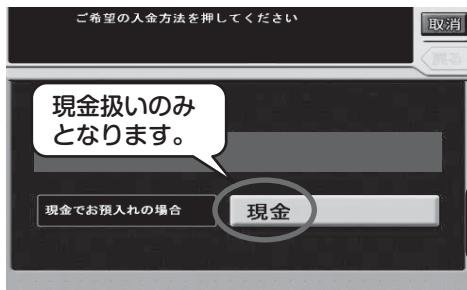 ご希望の入金方法を押してください
取消
戻る
現金扱いのみ
となります。
現金でお預入れの場合
現金